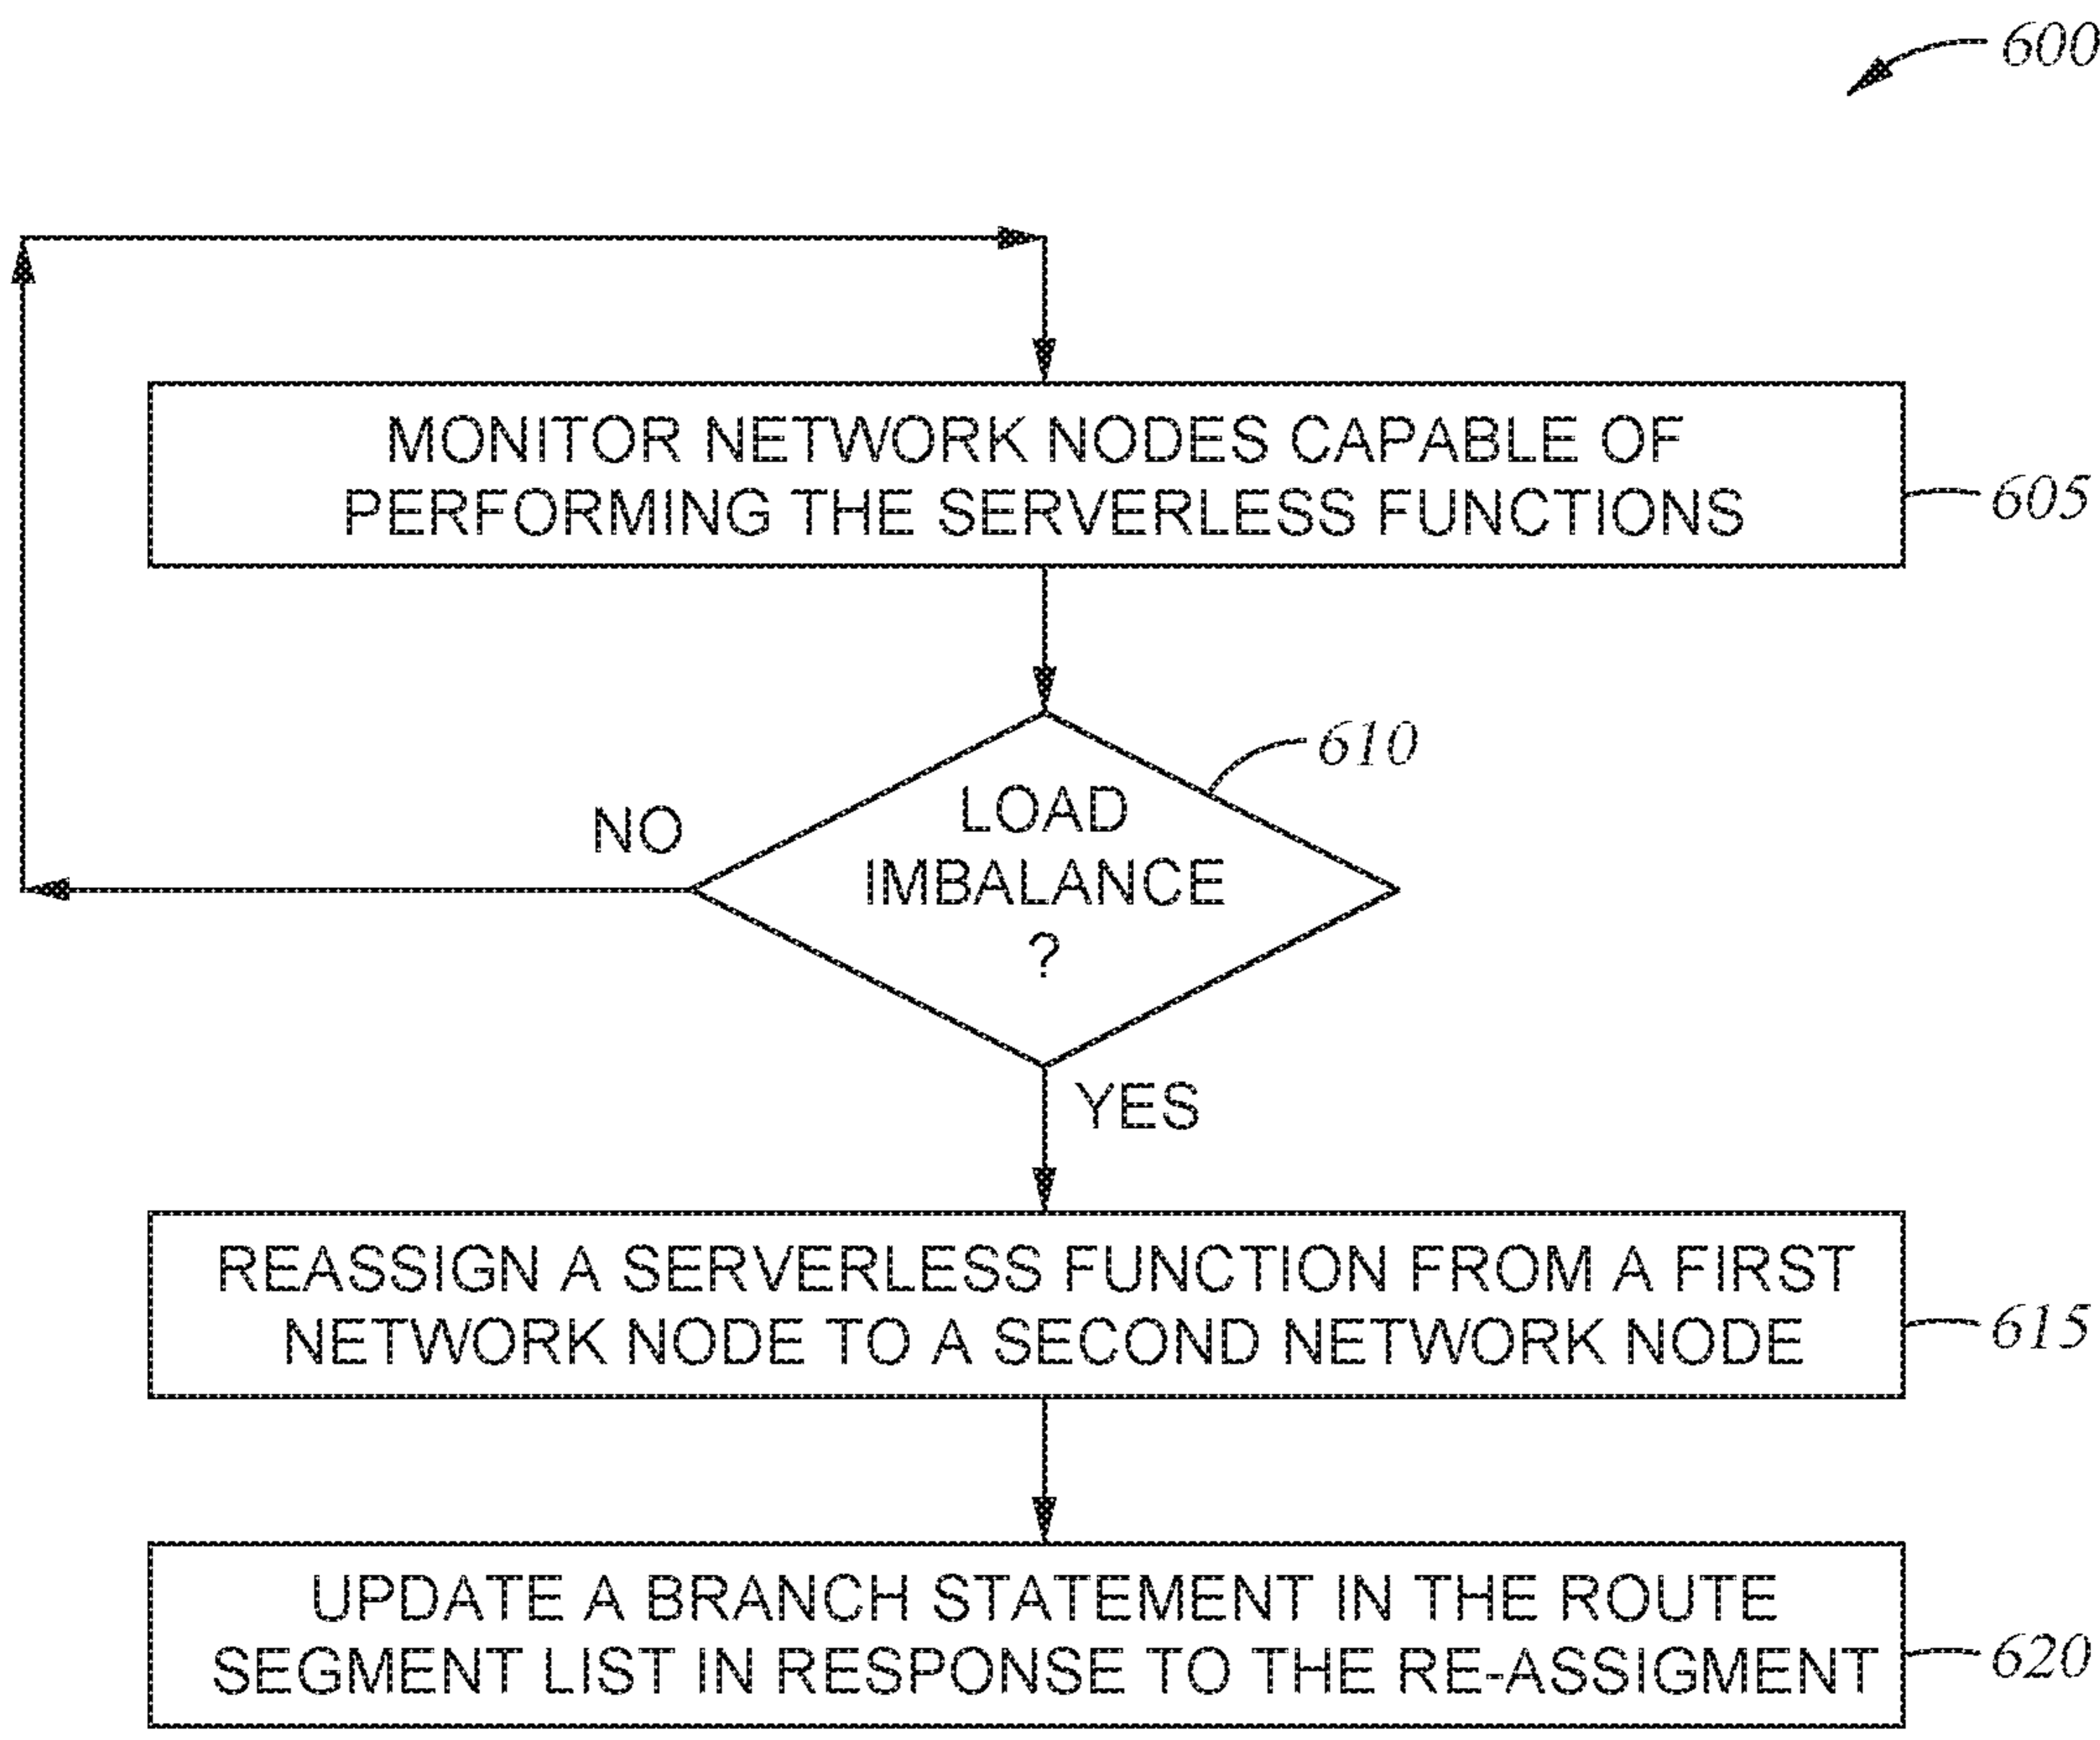 600
MONITOR NETWORK NODES CAPABLE OF
PERFORMING THE SERVERLESS FUNCTIONS
605
610
LOAD
IMBALANCE
?
NO
YES
REASSIGN A SERVERLESS FUNCTION FROM A FIRST
NETWORK NODE TO A SECOND NETWORK NODE
615
UPDATE A BRANCH STATEMENT IN THE ROUTE
SEGMENT LIST IN RESPONSE TO THE RE-ASSIGMENT
620